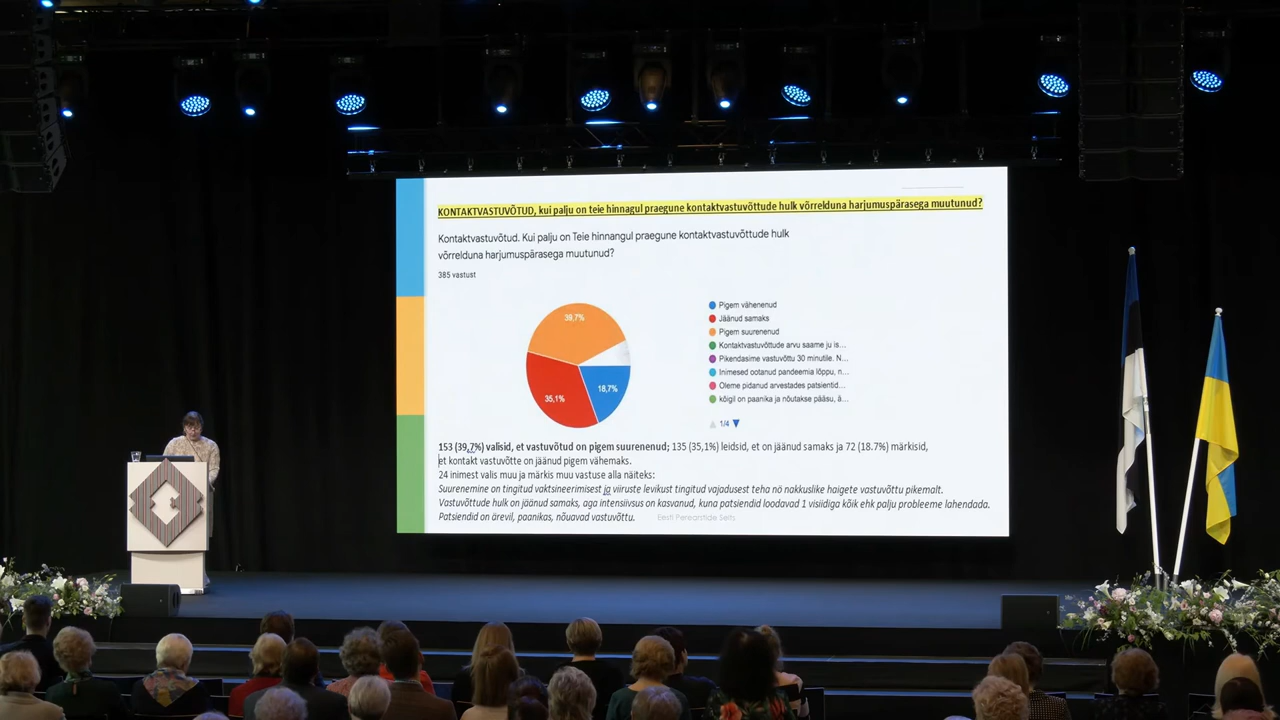 KONTAKTVASTUVÕTUD, kui palju on teie hinnagul praegune kontaktvastuvõttude hulk võrrelduna harjumuspärasega muutunud?
Kontaktvastuvõtud. Kui palju on Teie hinnangul praegune kontaktvastuvõttude hulk
võrrelduna harjumuspärasega muutunud?
385 vastust
39,7%
18,7%
35,1%
Pigem vähenenud
Jäänud samaks
Pigem suurenenud
Kontaktvastuvõttude arvu saame ju is...
Pikendasime vastuvõttu 30 minutile. N...
Inimesed ootanud pandeemia lõppu, n...
Oleme pidanud arvestades patsientid...
kõigil on paanika ja nõutakse pääsu, ä...
1/4
153 (39,7%) valisid, et vastuvõtud on pigem suurenenud; 135 (35,1%) leidsid, et on jäänud samaks ja 72 (18.7%) märkisid,
et kontakt vastuvõtte on jäänud pigem vähemaks.
24 inimest valis muu ja märkis muu vastuse alla näiteks:
Suurenemine on tingitud vaktsineerimisest ja viiruste levikust tingitud vajadusest teha nö nakkuslike haigete vastuvõttu pikemalt.
Vastuvõttude hulk on jäänud samaks, aga intensiivsus on kasvanud, kuna patsiendid loodavad 1 visiidiga kõik ehk palju probleeme lahendada.
Patsiendid on ärevil, paanikas, nõuavad vastuvõttu.
Eesti Perearstide Selts